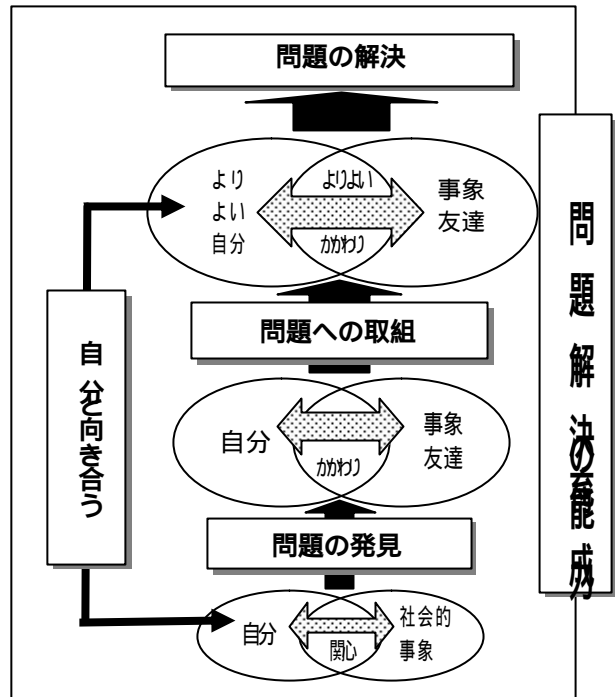 問題の解決
より
よい
自分
よりよい
かかわり
事象
友達
問題への取組
自分
かかわり
事象
友達
問題の発見
自分
関心
社会的
事象
自分と向き合う
問題解決能力の育成